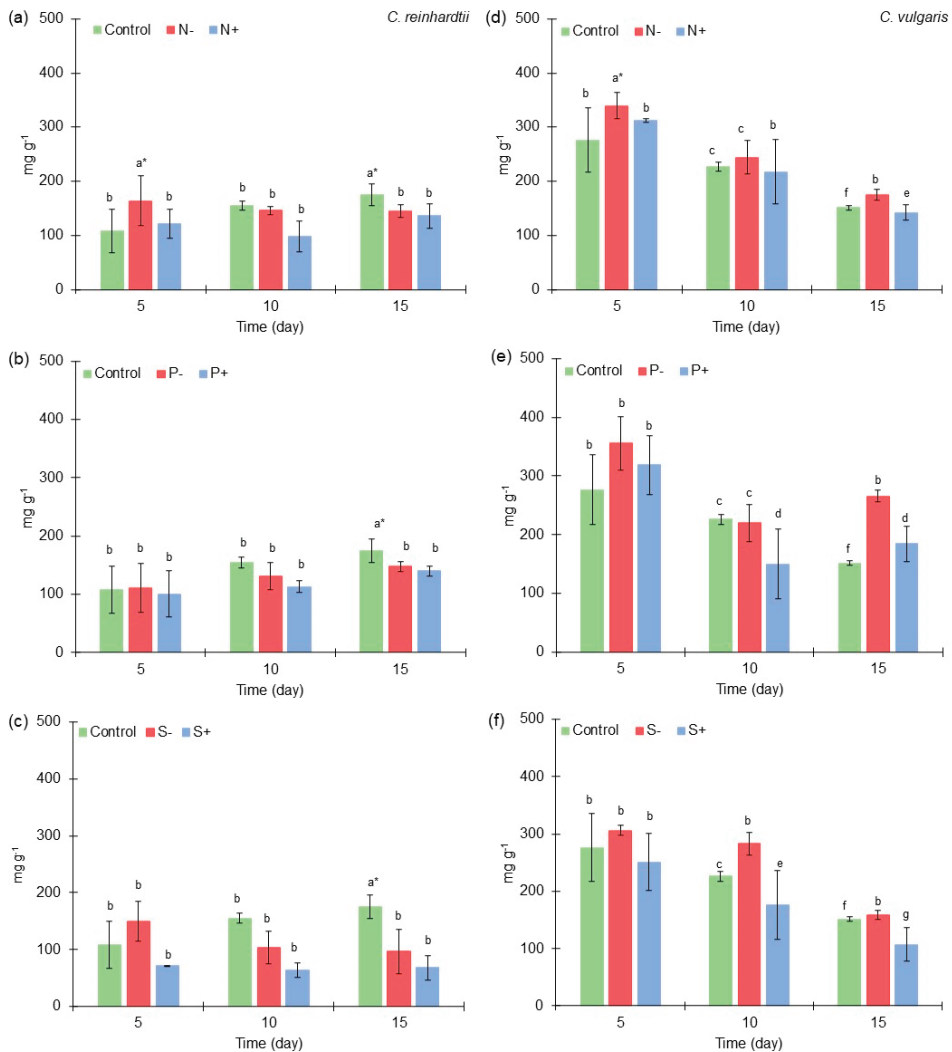 (a) C. reinhardtii
500
Control N- N+
400
300
mg g-1
200
100
0
b a* b b b b a* b b
5 10 15
Time (day)
(d) C. vulgaris
500
Control N- N+
400
300
mg g-1
200
100
0
b a* b c c b f b e
5 10 15
Time (day)
(b)
500
Control P- P+
400
300
mg g-1
200
100
0
b b b b b b a* b b
5 10 15
Time (day)
(e)
500
Control P- P+
400
300
mg g-1
200
100
0
b b b c c d f b d
5 10 15
Time (day)
(c)
500
Control S- S+
400
300
mg g-1
200
100
0
b b b b b b a* b b
5 10 15
Time (day)
(f)
500
Control S- S+
400
300
mg g-1
200
100
0
b b b c b e f b g
5 10 15
Time (day)